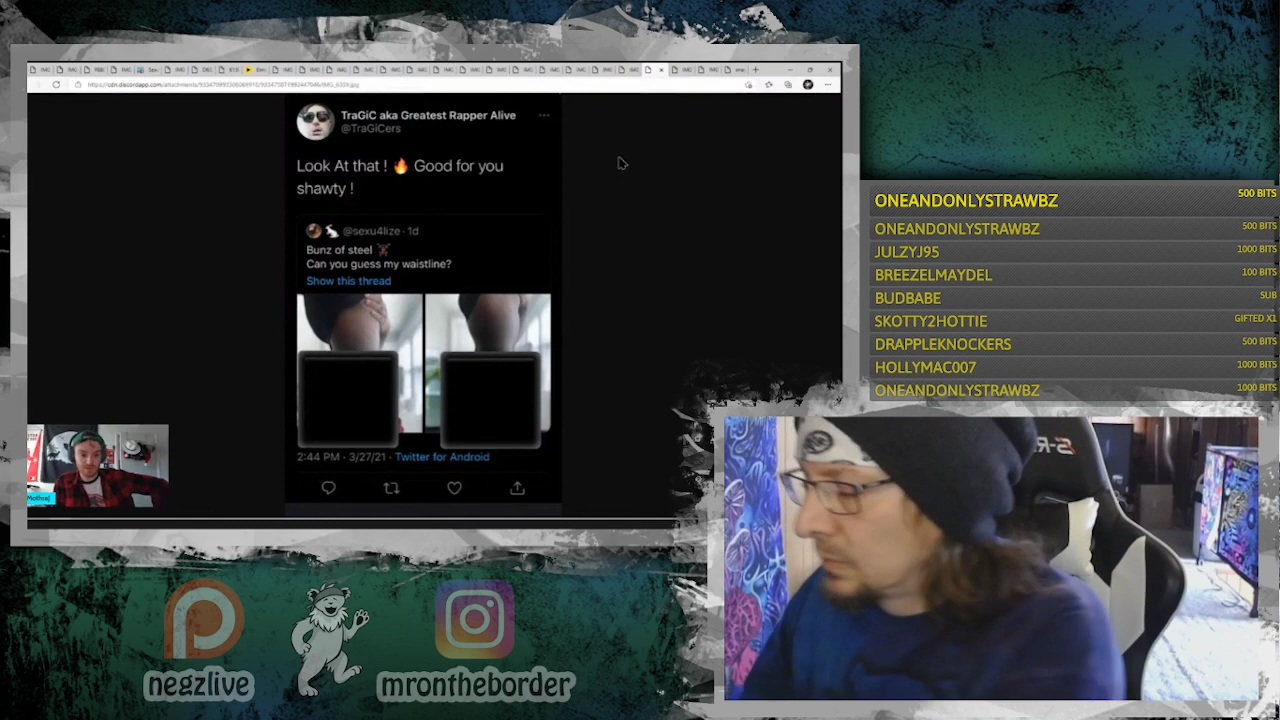 TraGiC aka Greatest Rapper Alive
@TraGiCers
Look At that ! 🔥 Good for you
shawty !
@sexu4lize · 1d
Bunz of steel
Can you guess my waistline?
Show this thread
2:44 PM · 3/27/21 · Twitter for Android
Mothraj
ONEANDONLYSTRAWBZ 500 BITS
ONEANDONLYSTRAWBZ 500 BITS
JULZYJ95 1000 BITS
BREEZELMAYDEL 100 BITS
BUDBABE SUB
SKOTTY2HOTTIE GIFTED X1
DRAPPLEKNOCKERS 500 BITS
HOLLYMAC007 1000 BITS
ONEANDONLYSTRAWBZ 1000 BITS
negzlive
mrontheborder